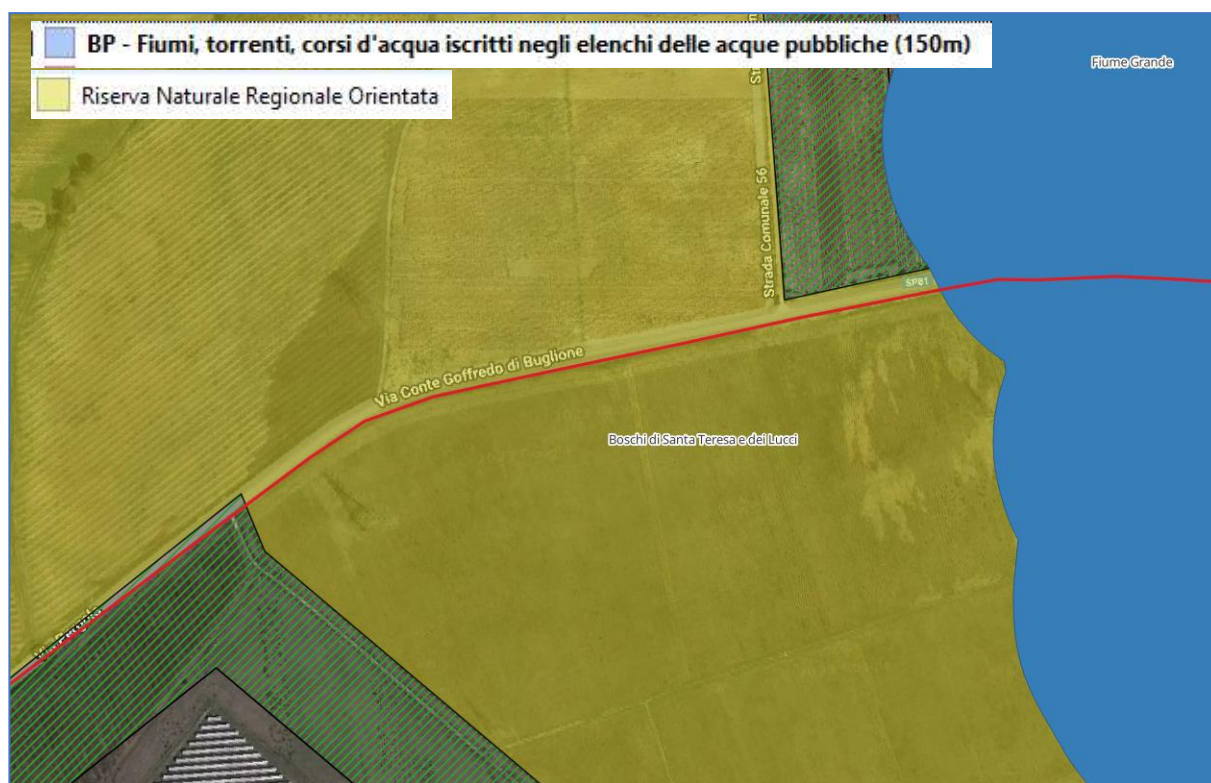 BP - Fiumi, torrenti, corsi d'acqua iscritti negli elenchi delle acque pubbliche (150m)
Riserva Naturale Regionale Orientata
Fiume Grande
Strada Comunale 56
SP81
Via Conte Goffredo di Buglione
Boschi di Santa Teresa e dei Lucci